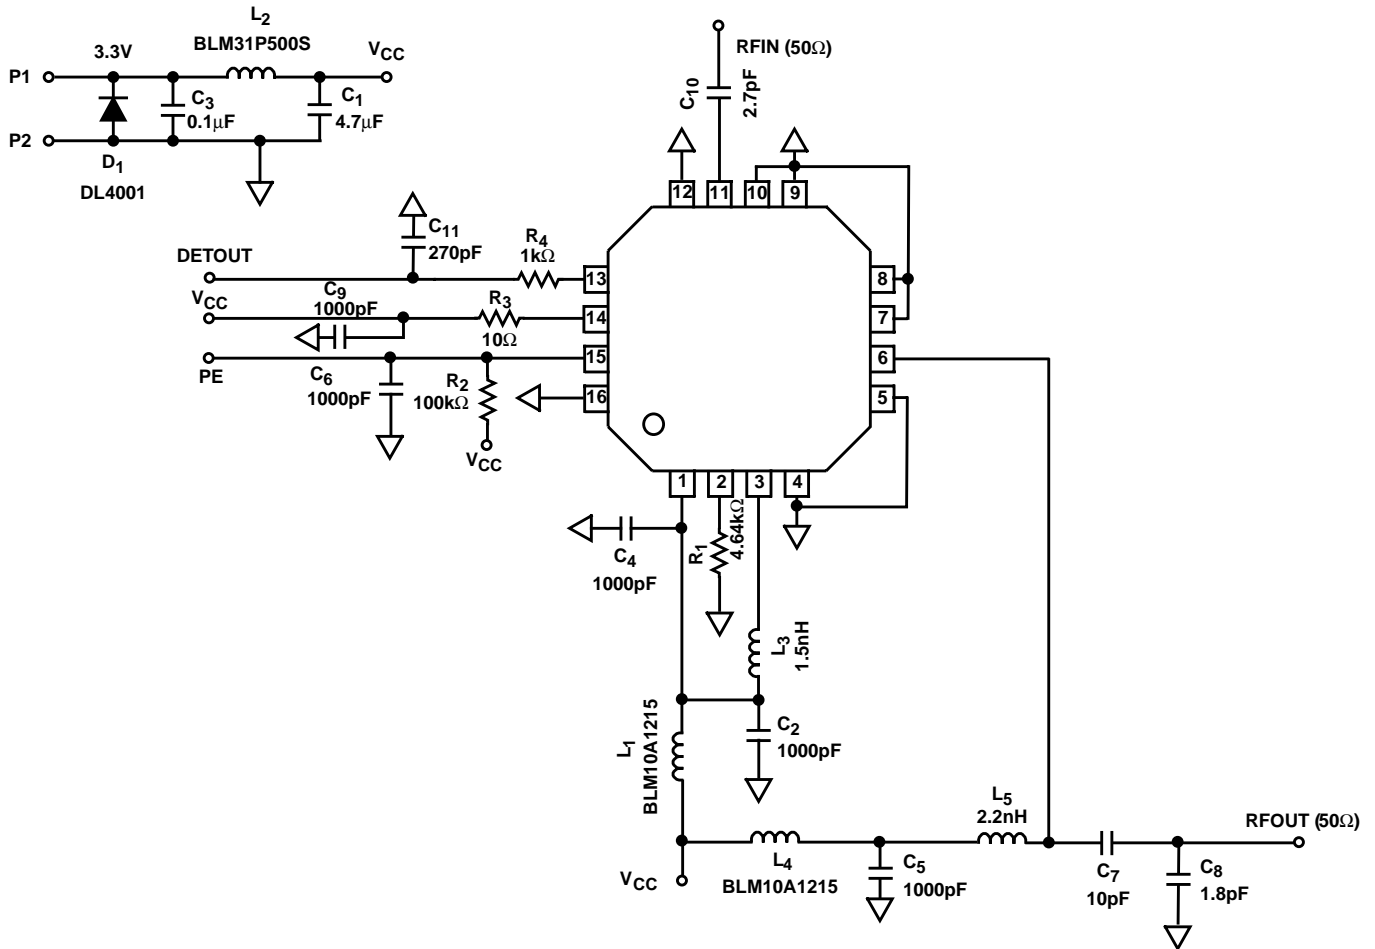 L2
BLM31P500S
3.3V
VCC
P1
C3
0.1μF
C1
4.7μF
P2
D1
DL4001
RFIN (50Ω)
C10
2.7pF
12
11
10
9
C11
270pF
R4
1kΩ
DETOUT
13
8
VCC
C9
1000pF
R3
10Ω
14
7
PE
15
6
C6
1000pF
R2
100kΩ
16
5
VCC
1
2
3
4
C4
1000pF
R1
4.64kΩ
L3
1.5nH
L1
BLM10A1215
C2
1000pF
L5
2.2nH
RFOUT (50Ω)
VCC
L4
BLM10A1215
C5
1000pF
C7
10pF
C8
1.8pF